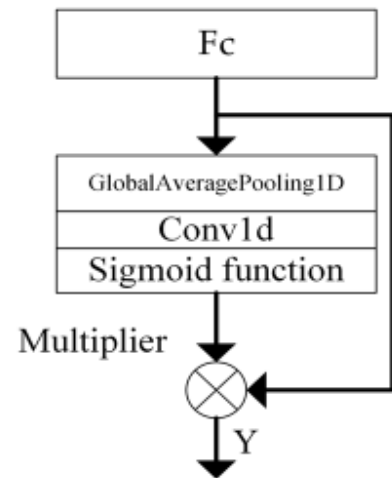 Fc
GlobalAveragePooling1D
Conv1d
Sigmoid function
Multiplier
Y